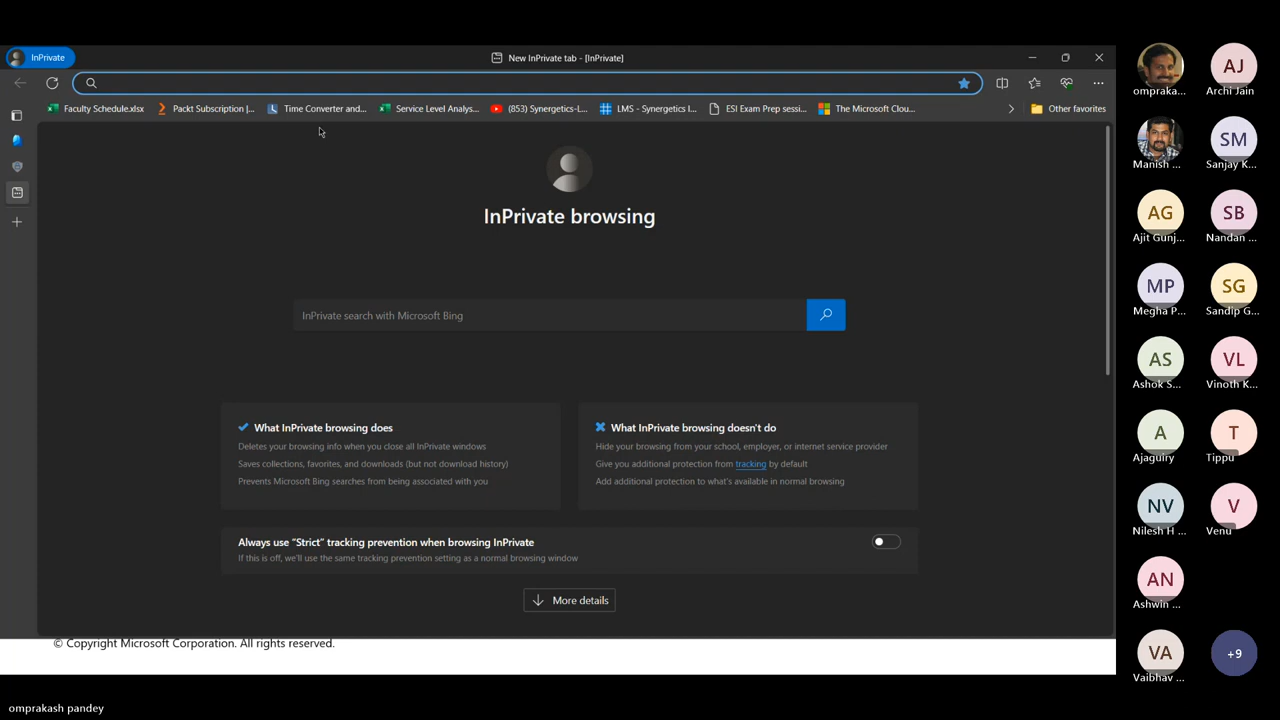 InPrivate
New InPrivate tab - [InPrivate]
Faculty Schedule.xlsx
Packt Subscription |...
Time Converter and...
Service Level Analys...
(853) Synergetics-L...
LMS - Synergetics I...
ESI Exam Prep sessi...
The Microsoft Clou...
Other favorites
InPrivate browsing
InPrivate search with Microsoft Bing
What InPrivate browsing does
Deletes your browsing info when you close all InPrivate windows
Saves collections, favorites, and downloads (but not download history)
Prevents Microsoft Bing searches from being associated with you
What InPrivate browsing doesn't do
Hide your browsing from your school, employer, or internet service provider
Give you additional protection from tracking by default
Add additional protection to what's available in normal browsing
Always use “Strict” tracking prevention when browsing InPrivate
If this is off, we'll use the same tracking prevention setting as a normal browsing window
More details
© Copyright Microsoft Corporation. All rights reserved.
omprakash pandey
ompraka...
AJ
Archi Jain
Manish ...
SM
Sanjay K...
AG
Ajit Gunj...
SB
Nandan ...
MP
Megha P...
SG
Sandip G...
AS
Ashok S...
VL
Vinoth K...
A
Ajaguiry
T
Tippu
NV
Nilesh H ...
V
Venu
AN
Ashwin ...
VA
Vaibhav ...
+9